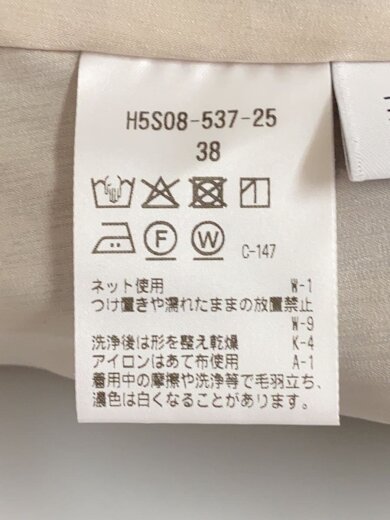 H5S08-537-25
38
F
W
C-147
ネット使用 W-1
つけ置きや濡れたままの放置禁止
W-9
洗浄後は形を整え乾燥 K-4
アイロンはあて布使用 A-1
着用中の摩擦や洗浄等で毛羽立ち、
濃色は白くなることがあります。